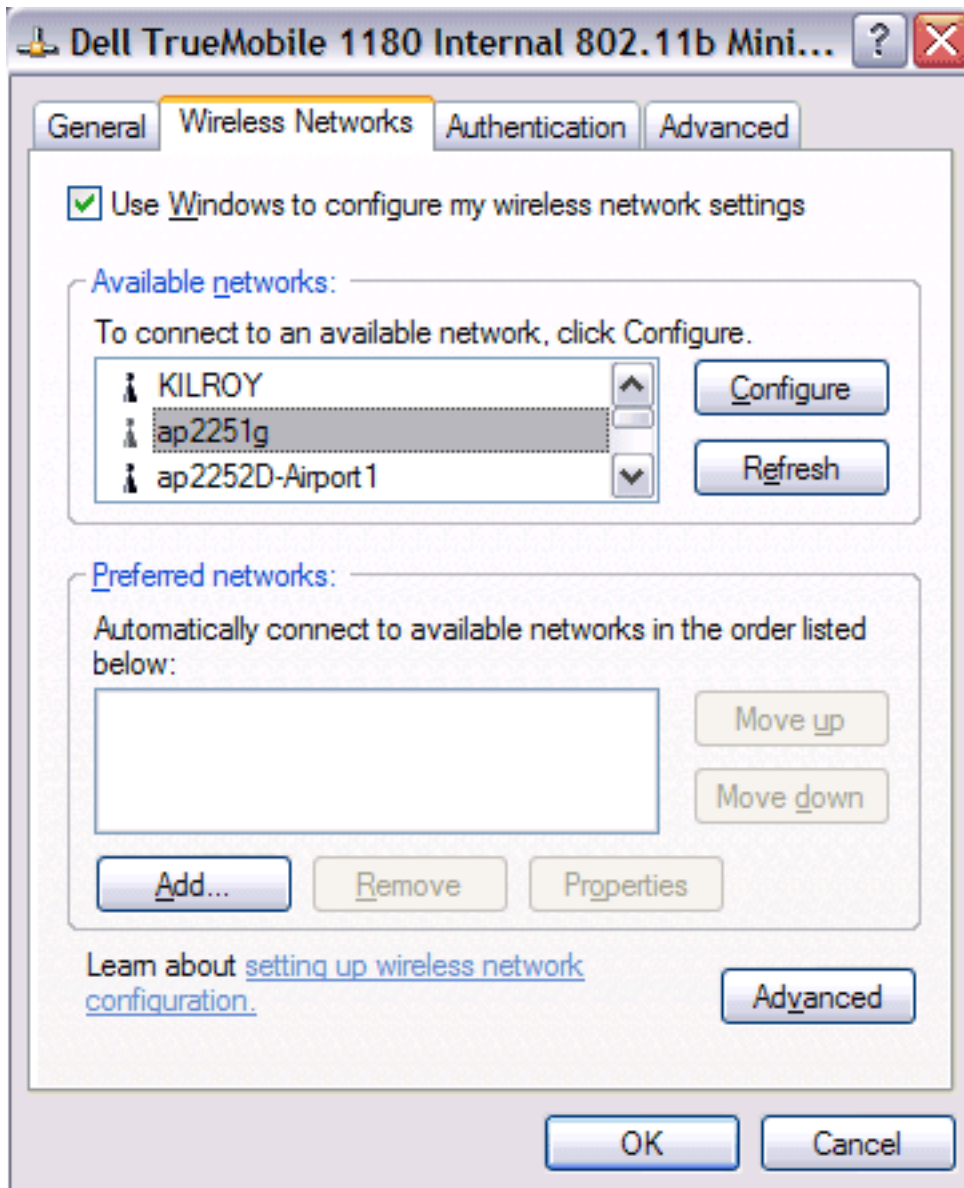 Dell TrueMobile 1180 Internal 802.11b Mini...
General Wireless Networks Authentication Advanced
Use Windows to configure my wireless network settings
Available networks:
To connect to an available network, click Configure.
KILROY
Configure
ap2251g
ap2252D-Airport1
Refresh
Preferred networks:
Automatically connect to available networks in the order listed
below:
Move up
Move down
Add... Remove Properties
Learn about setting up wireless network
configuration.
Advanced
OK Cancel